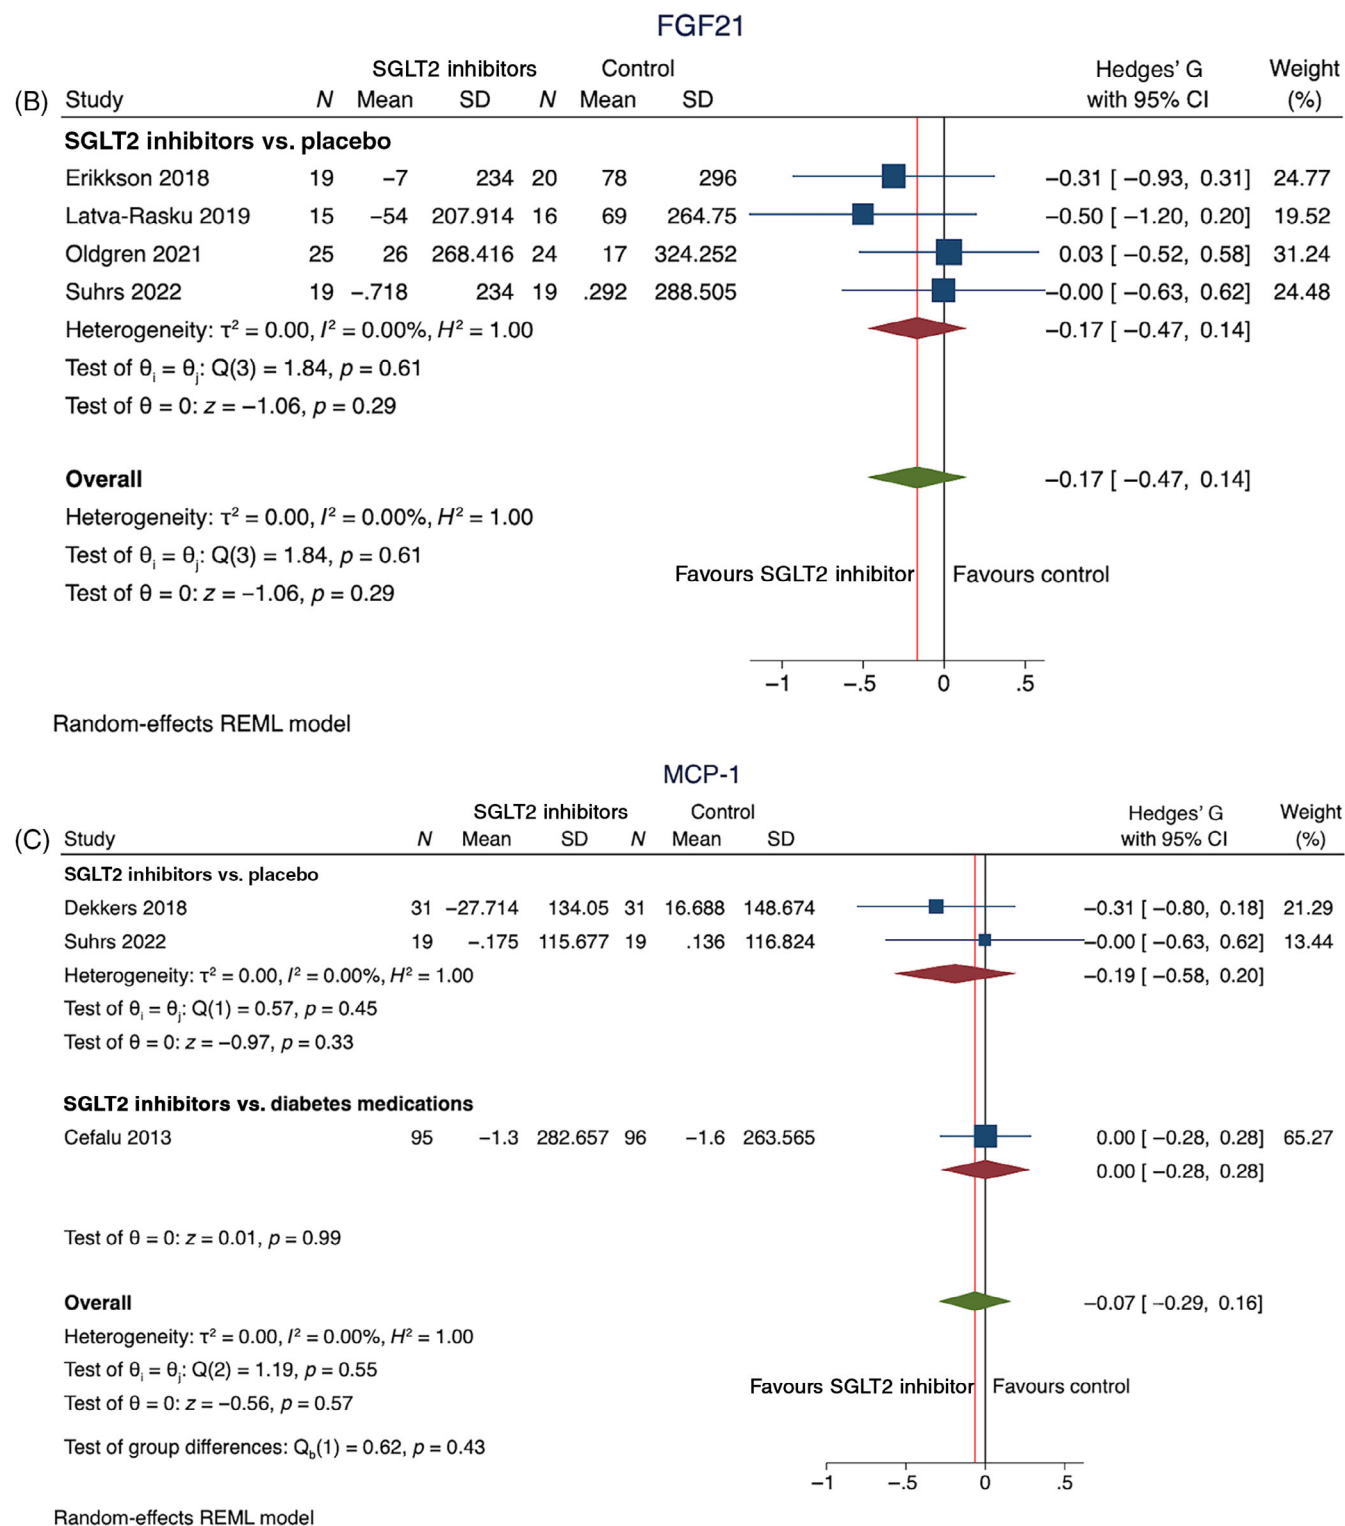 FGF21
SGLT2 inhibitors Control Hedges' G Weight
(B) Study N Mean SD N Mean SD with 95% CI (%)
SGLT2 inhibitors vs. placebo
Erikkson 2018 19 −7 234 20 78 296 −0.31 [ −0.93, 0.31] 24.77
Latva-Rasku 2019 15 −54 207.914 16 69 264.75 −0.50 [ −1.20, 0.20] 19.52
Oldgren 2021 25 26 268.416 24 17 324.252 0.03 [ −0.52, 0.58] 31.24
Suhrs 2022 19 −.718 234 19 .292 288.505 −0.00 [ −0.63, 0.62] 24.48
Heterogeneity: τ² = 0.00, I² = 0.00%, H² = 1.00 −0.17 [ −0.47, 0.14]
Test of θᵢ = θⱼ: Q(3) = 1.84, p = 0.61
Test of θ = 0: z = −1.06, p = 0.29
Overall −0.17 [ −0.47, 0.14]
Heterogeneity: τ² = 0.00, I² = 0.00%, H² = 1.00
Test of θᵢ = θⱼ: Q(3) = 1.84, p = 0.61
Favours SGLT2 inhibitor Favours control
Test of θ = 0: z = −1.06, p = 0.29
−1 −.5 0 .5
Random-effects REML model
MCP-1
SGLT2 inhibitors Control Hedges' G Weight
(C) Study N Mean SD N Mean SD with 95% CI (%)
SGLT2 inhibitors vs. placebo
Dekkers 2018 31 −27.714 134.05 31 16.688 148.674 −0.31 [ −0.80, 0.18] 21.29
Suhrs 2022 19 −.175 115.677 19 .136 116.824 −0.00 [ −0.63, 0.62] 13.44
Heterogeneity: τ² = 0.00, I² = 0.00%, H² = 1.00 −0.19 [ −0.58, 0.20]
Test of θᵢ = θⱼ: Q(1) = 0.57, p = 0.45
Test of θ = 0: z = −0.97, p = 0.33
SGLT2 inhibitors vs. diabetes medications
Cefalu 2013 95 −1.3 282.657 96 −1.6 263.565 0.00 [ −0.28, 0.28] 65.27
0.00 [ −0.28, 0.28]
Test of θ = 0: z = 0.01, p = 0.99
Overall −0.07 [ −0.29, 0.16]
Heterogeneity: τ² = 0.00, I² = 0.00%, H² = 1.00
Test of θᵢ = θⱼ: Q(2) = 1.19, p = 0.55
Favours SGLT2 inhibitor Favours control
Test of θ = 0: z = −0.56, p = 0.57
Test of group differences: Q_b(1) = 0.62, p = 0.43
−1 −.5 0 .5
Random-effects REML model